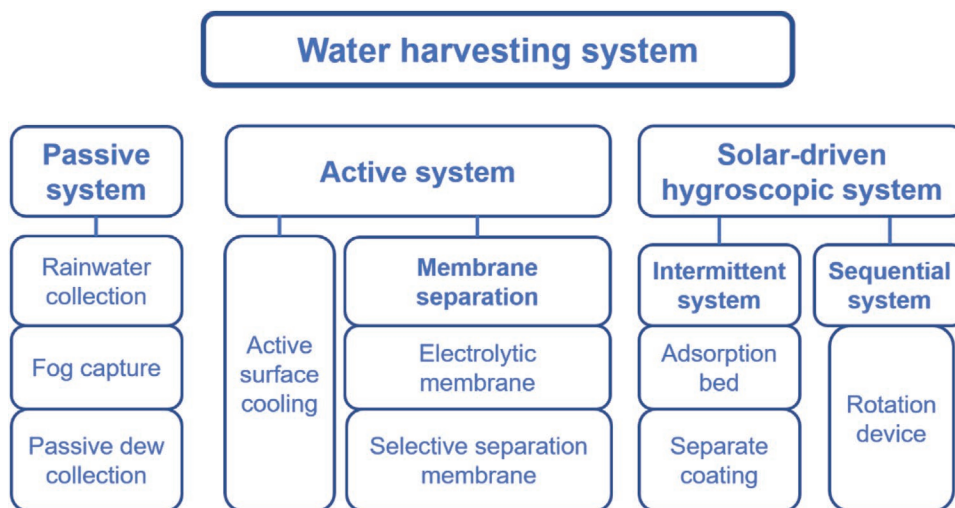 Water harvesting system
Passive
system
Rainwater
collection
Fog capture
Passive dew
collection
Active system
Active
surface
cooling
Membrane
separation
Electrolytic
membrane
Selective separation
membrane
Solar-driven
hygroscopic system
Intermittent
system
Adsorption
bed
Separate
coating
Sequential
system
Rotation
device